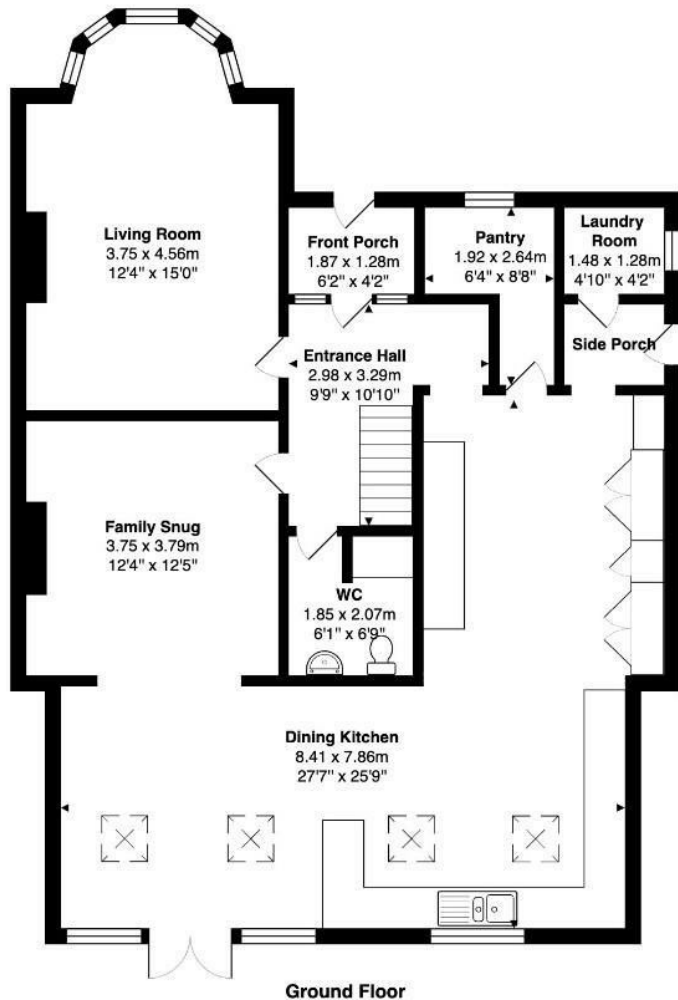 Living Room
3.75 x 4.56m
12'4" x 15'0"
Front Porch
1.87 x 1.28m
6'2" x 4'2"
Pantry
1.92 x 2.64m
6'4" x 8'8"
Laundry
Room
1.48 x 1.28m
4'10" x 4'2"
Side Porch
Entrance Hall
2.98 x 3.29m
9'9" x 10'10"
Family Snug
3.75 x 3.79m
12'4" x 12'5"
WC
1.85 x 2.07m
6'1" x 6'9"
Dining Kitchen
8.41 x 7.86m
27'7" x 25'9"
Ground Floor